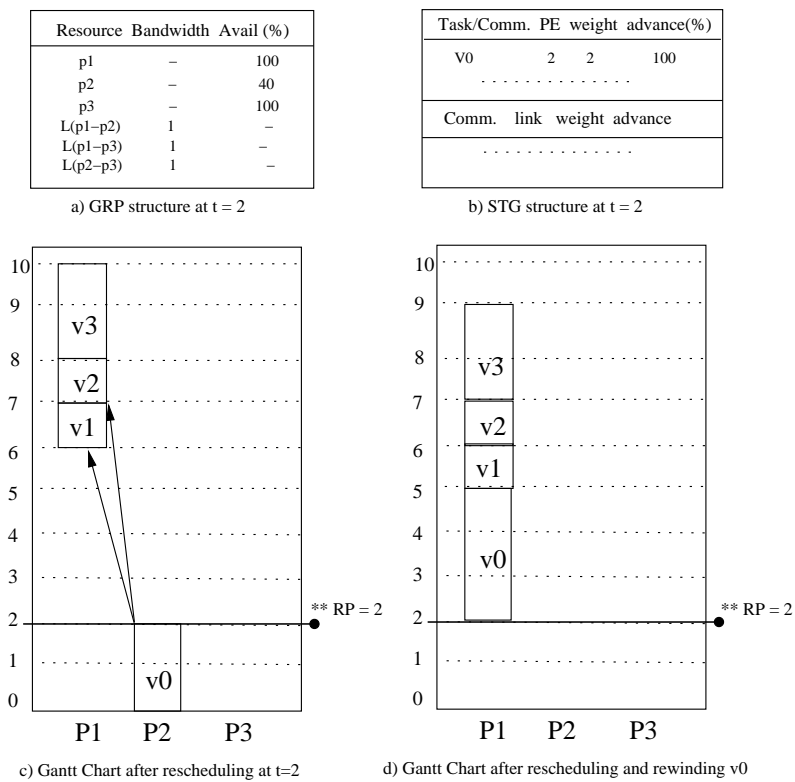 Resource Bandwidth Avail (%)
p1 – 100
p2 – 40
p3 – 100
L(p1–p2) 1 –
L(p1–p3) 1 –
L(p2–p3) 1 –
a) GRP structure at t = 2
Task/Comm. PE weight advance(%)
V0 2 2 100
. . . . . . . . . . . . . .
Comm. link weight advance
. . . . . . . . . . . . . .
b) STG structure at t = 2
10
9
v3
8
v2
7
v1
6
5
4
3
** RP = 2
2
1
v0
0
P1 P2 P3
c) Gantt Chart after rescheduling at t=2
10
9
8
v3
7
v2
6
v1
5
4
v0
3
** RP = 2
2
1
0
P1 P2 P3
d) Gantt Chart after rescheduling and rewinding v0